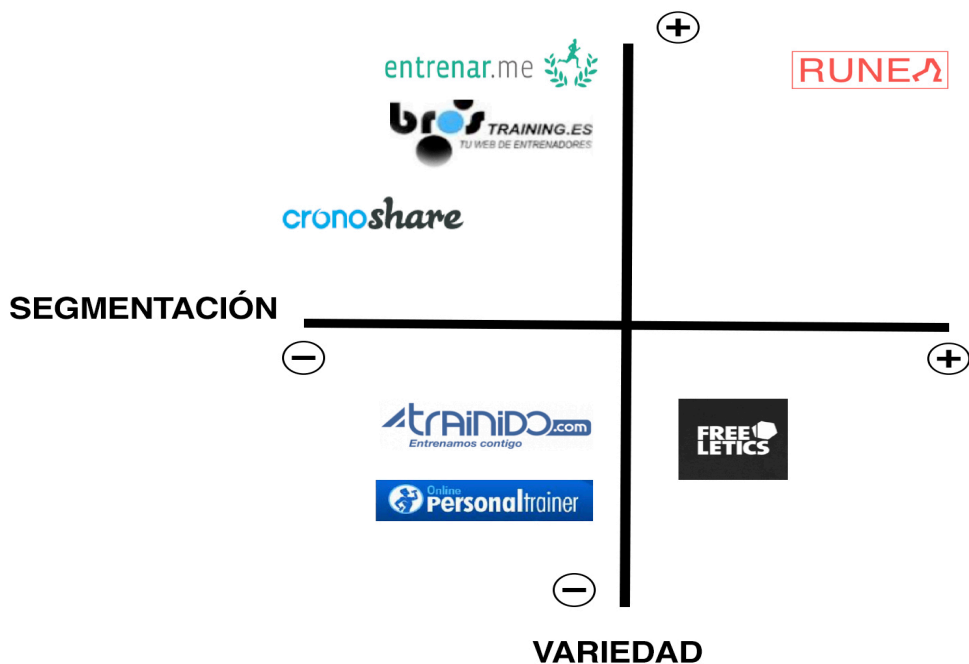 +
entrenar.me
RUNEA
bros TRAINING.ES
TU WEB DE ENTRENADORES
cronoshare
SEGMENTACIÓN
−
+
trainido.com
Entrenamos contigo
FREE
LETICS
Online
Personaltrainer
−
VARIEDAD